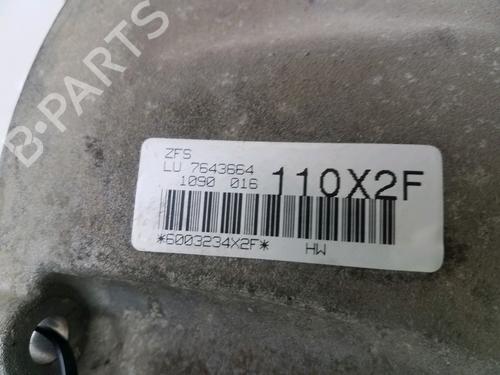 B-PARTS
ZFS
LU 7643664
1090 016
110X2F
*6003234X2F*
HW